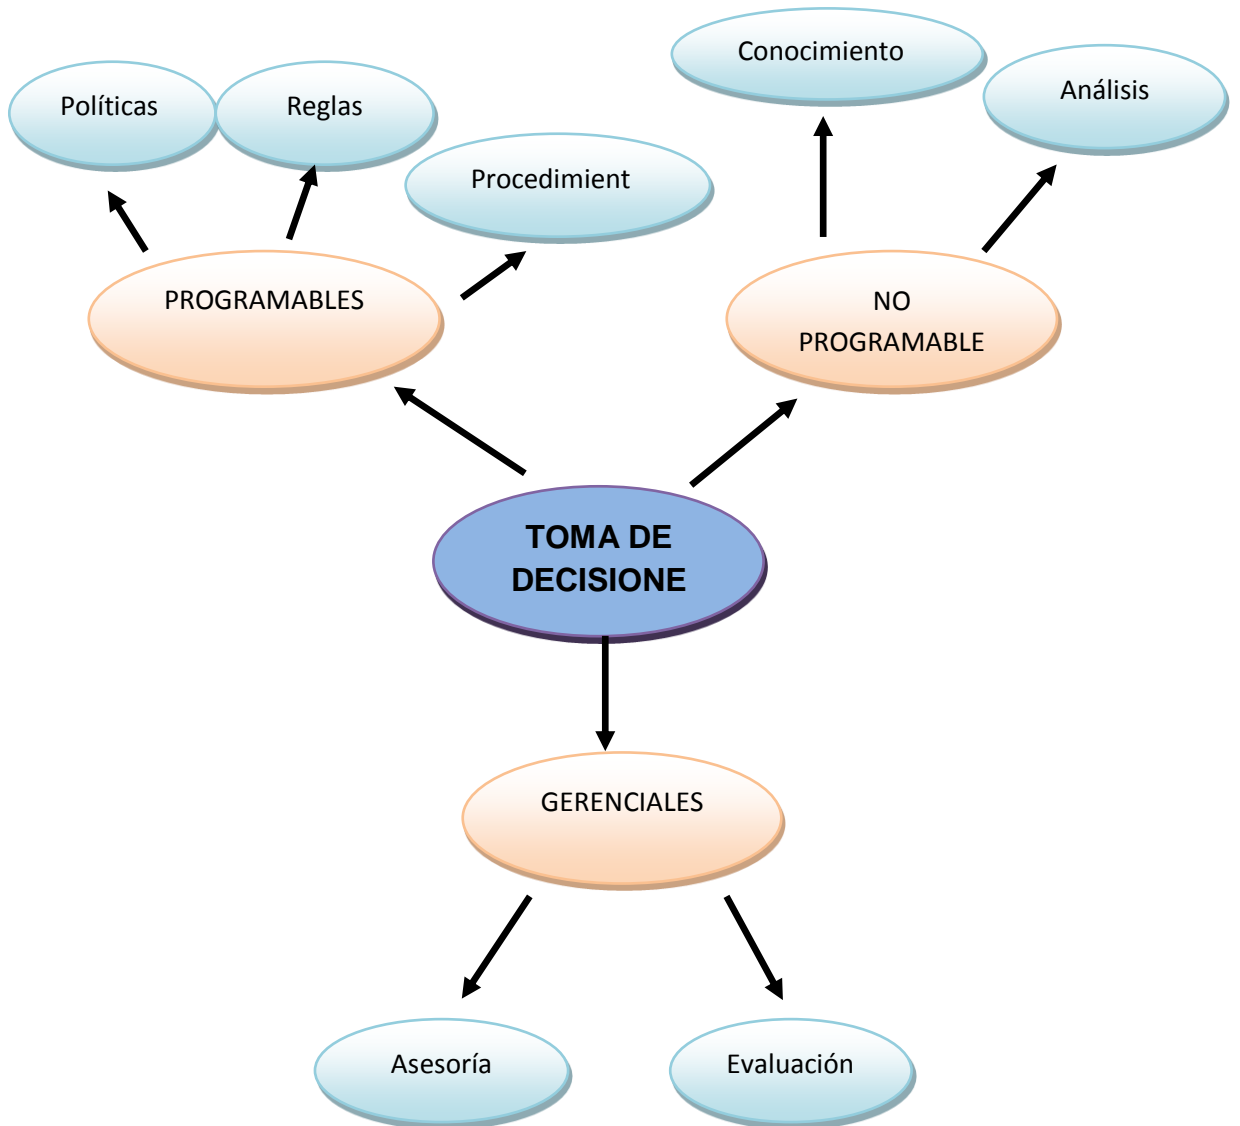 Conocimiento
Análisis
Políticas
Reglas
Procedimient
PROGRAMABLES
NO
PROGRAMABLE
TOMA DE
DECISIONE
GERENCIALES
Asesoría
Evaluación